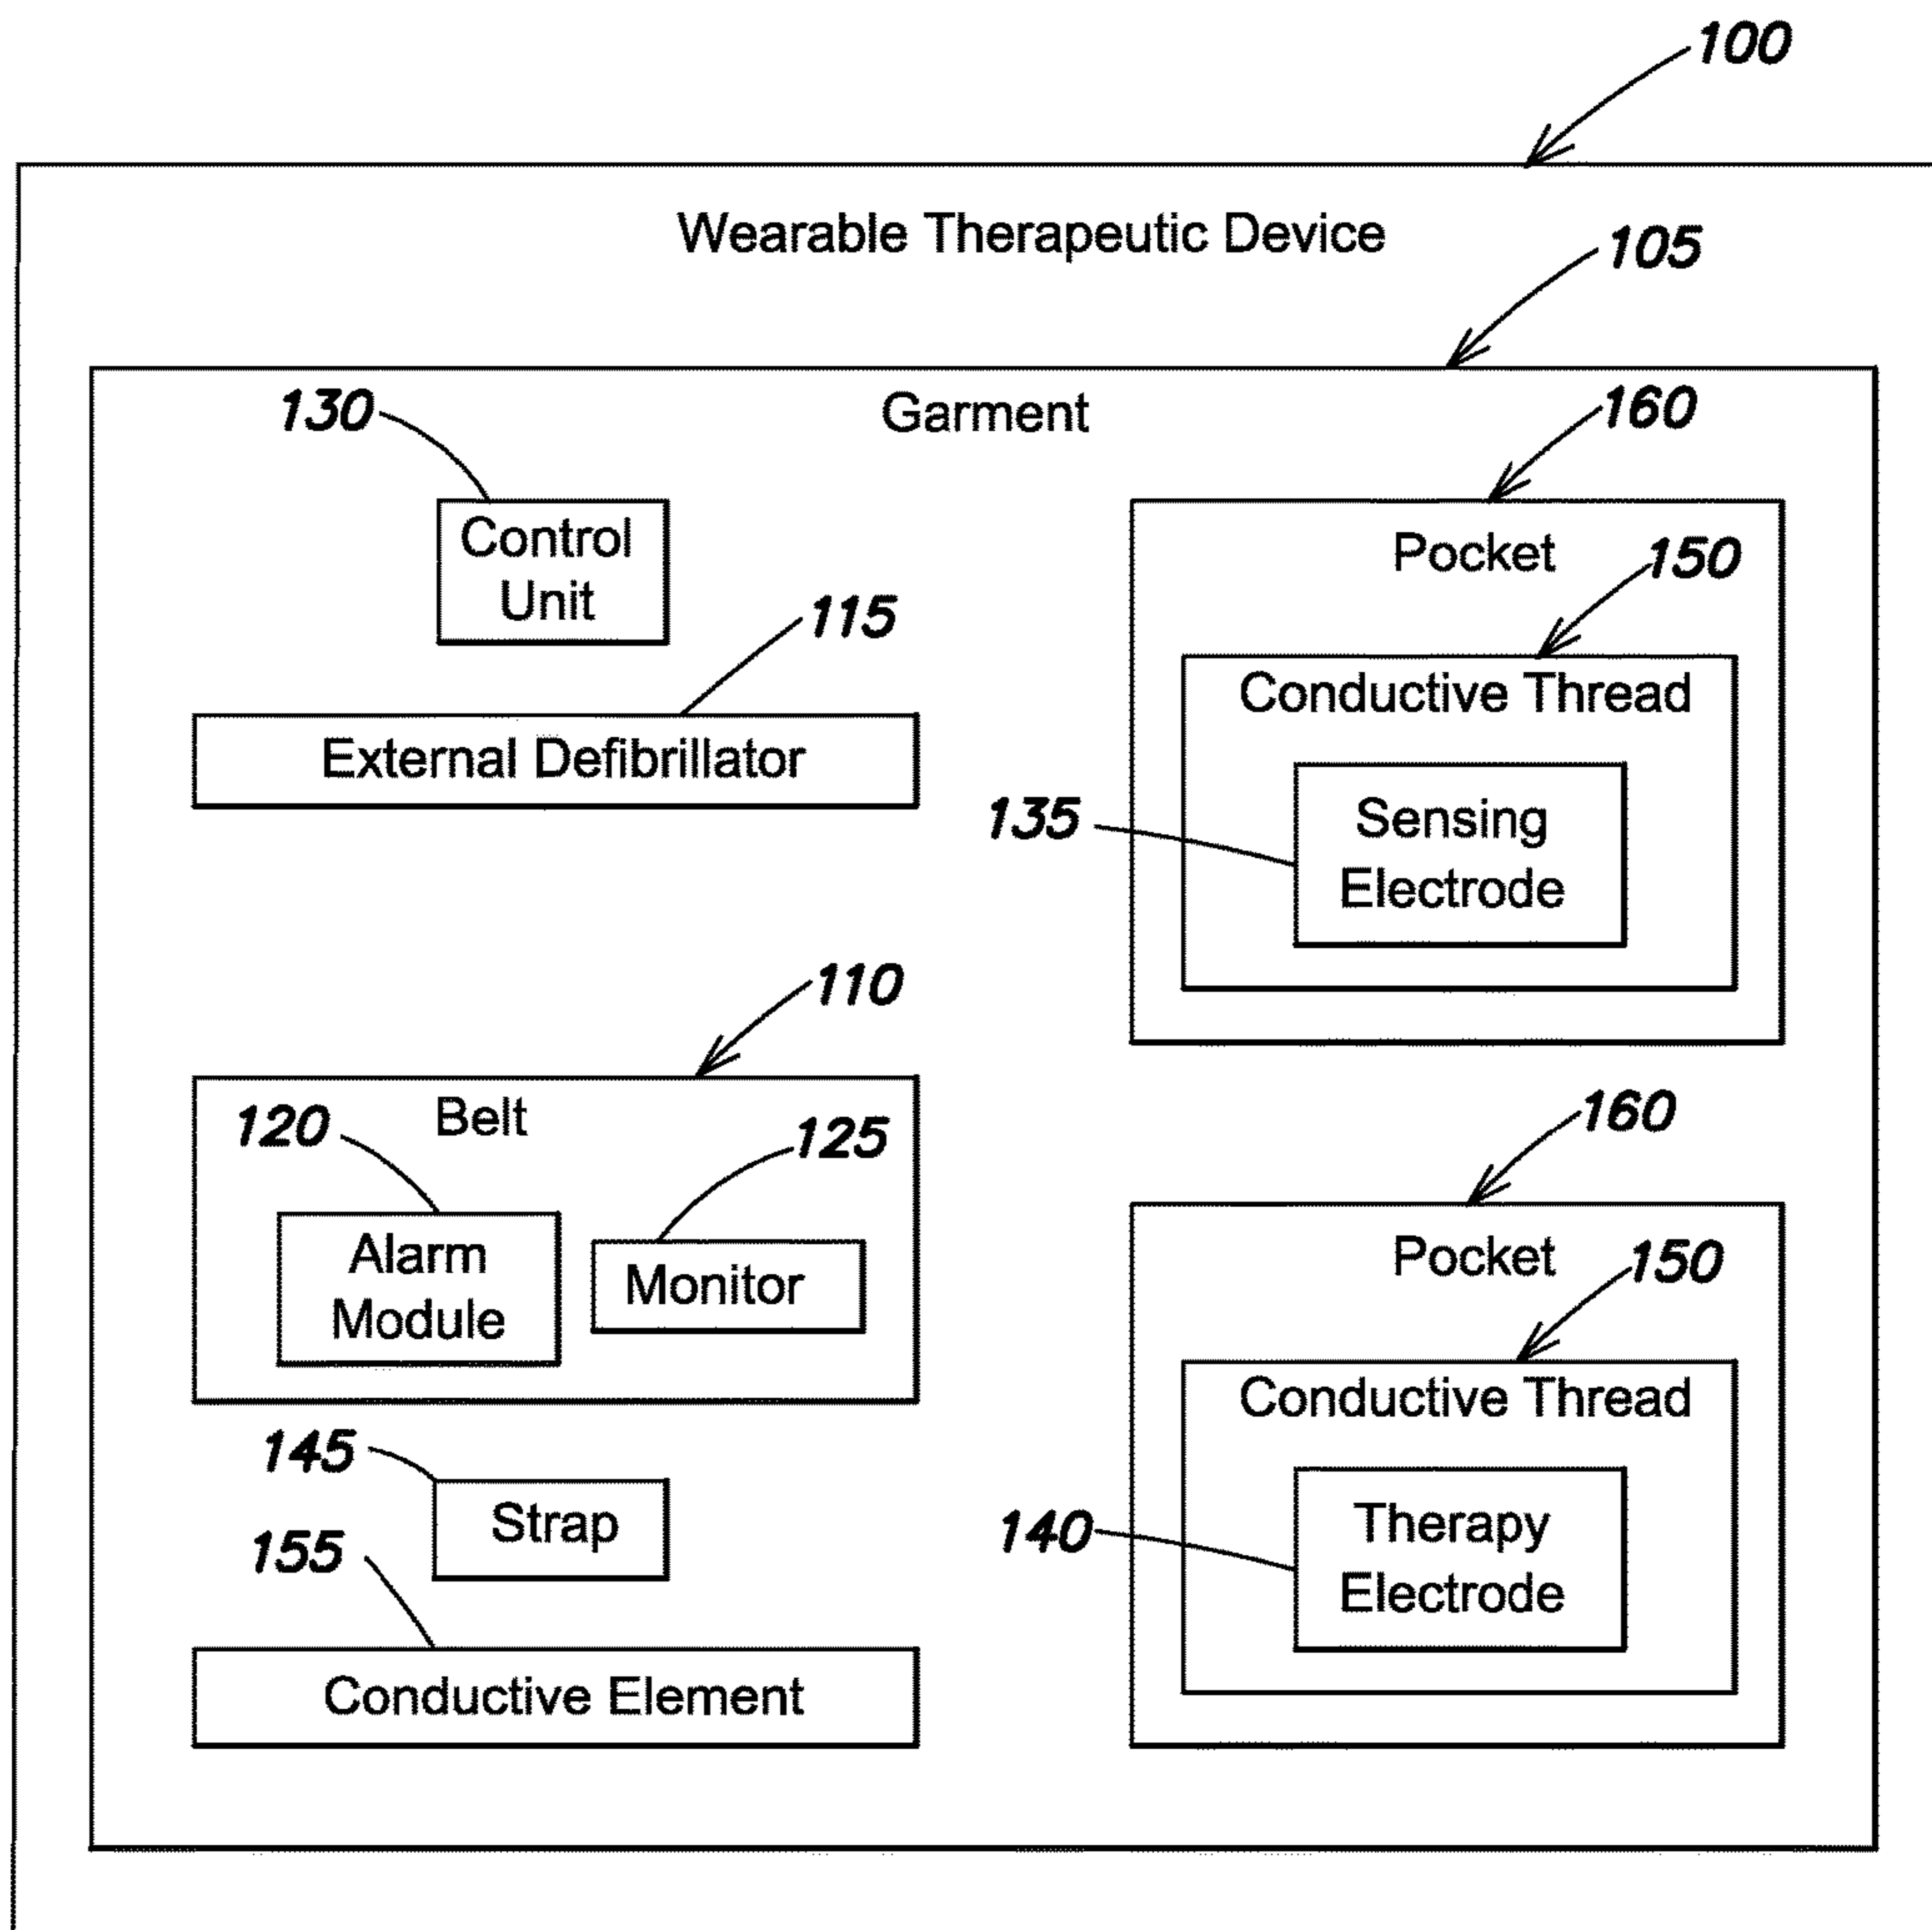 100
Wearable Therapeutic Device
105
Garment
130
160
Control
Unit
Pocket
150
115
Conductive Thread
External Defibrillator
135
Sensing
Electrode
110
Belt
120
125
160
Alarm
Module
Monitor
Pocket
150
Conductive Thread
145
Strap
140
Therapy
Electrode
155
Conductive Element